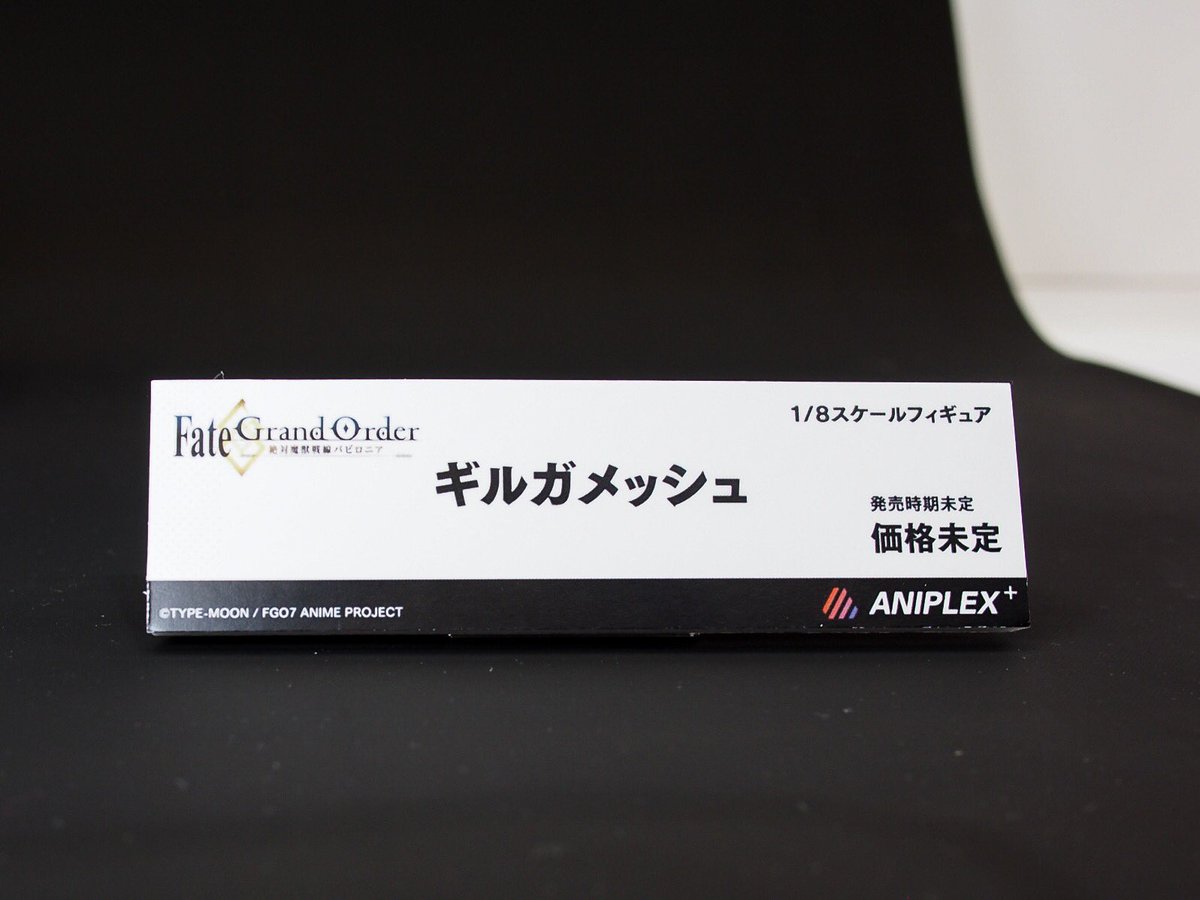 Fate Grand Order
絶対魔獣戦線バビロニア
1/8スケールフィギュア
ギルガメッシュ
発売時期未定
価格未定
©TYPE-MOON / FGO7 ANIME PROJECT
ANIPLEX+